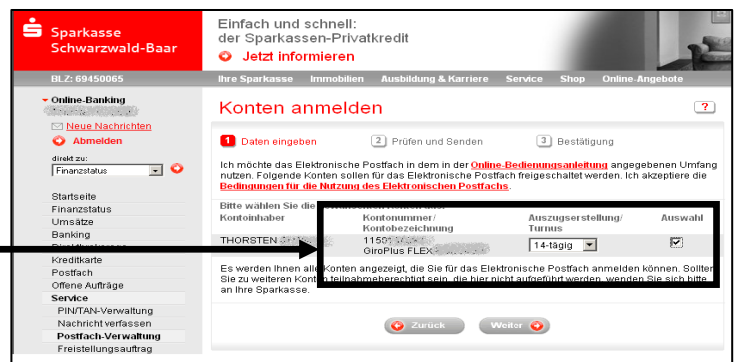 Sparkasse
Schwarzwald-Baar
Einfach und schnell:
der Sparkassen-Privatkredit
Jetzt informieren
BLZ: 69450065
Ihre Sparkasse Immobilien Ausbildung & Karriere Service Shop Online-Angebote
Online-Banking
Neue Nachrichten
Abmelden
direkt zu:
Finanzstatus
Startseite
Finanzstatus
Umsätze
Banking
Kreditkarte
Postfach
Offene Aufträge
Service
PIN/TAN-Verwaltung
Nachricht verfassen
Postfach-Verwaltung
Freistellungsauftrag
Konten anmelden
?
1 Daten eingeben 2 Prüfen und Senden 3 Bestätigung
Ich möchte das Elektronische Postfach in dem in der Online-Bedienungsanleitung angegebenen Umfang
nutzen. Folgende Konten sollen für das Elektronische Postfach freigeschaltet werden. Ich akzeptiere die
Bedingungen für die Nutzung des Elektronischen Postfachs.
Bitte wählen Sie die
Kontoinhaber Kontonummer/ Auszugserstellung/ Auswahl
Kontobezeichnung Turnus
THORSTEN 1150 14-tägig
GiroPlus FLEX
Es werden Ihnen alle Konten angezeigt, die Sie für das Elektronische Postfach anmelden können. Sollten
Sie zu weiteren Konten teilnahmeberechtigt sein, die hier nicht aufgeführt werden, wenden Sie sich bitte
an Ihre Sparkasse.
Zurück Weiter